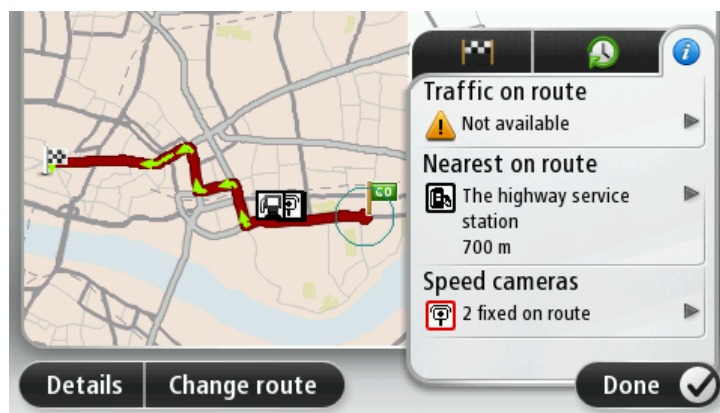 GO
Traffic on route
Not available
Nearest on route
The highway service
station
700 m
Speed cameras
2 fixed on route
Details
Change route
Done